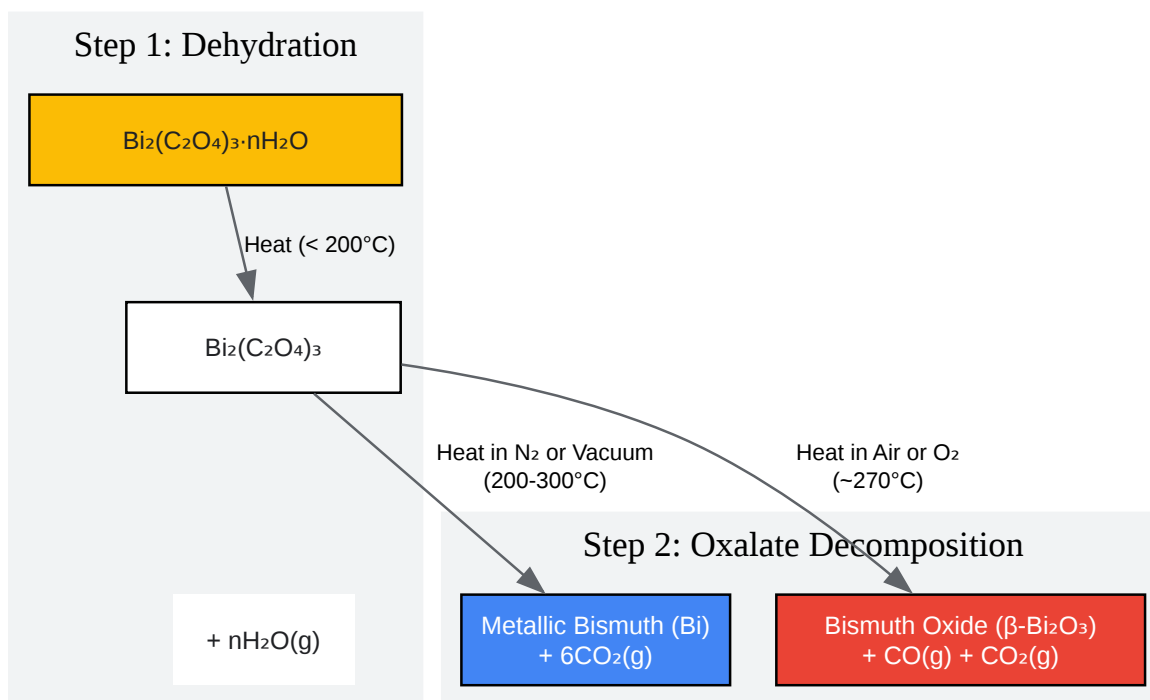 Step 1: Dehydration
Bi₂(C₂O₄)₃·nH₂O
Heat (< 200°C)
Bi₂(C₂O₄)₃
Heat in N₂ or Vacuum
(200-300°C)
Heat in Air or O₂
(~270°C)
Step 2: Oxalate Decomposition
+ nH₂O(g)
Metallic Bismuth (Bi)
+ 6CO₂(g)
Bismuth Oxide (β-Bi₂O₃)
+ CO(g) + CO₂(g)